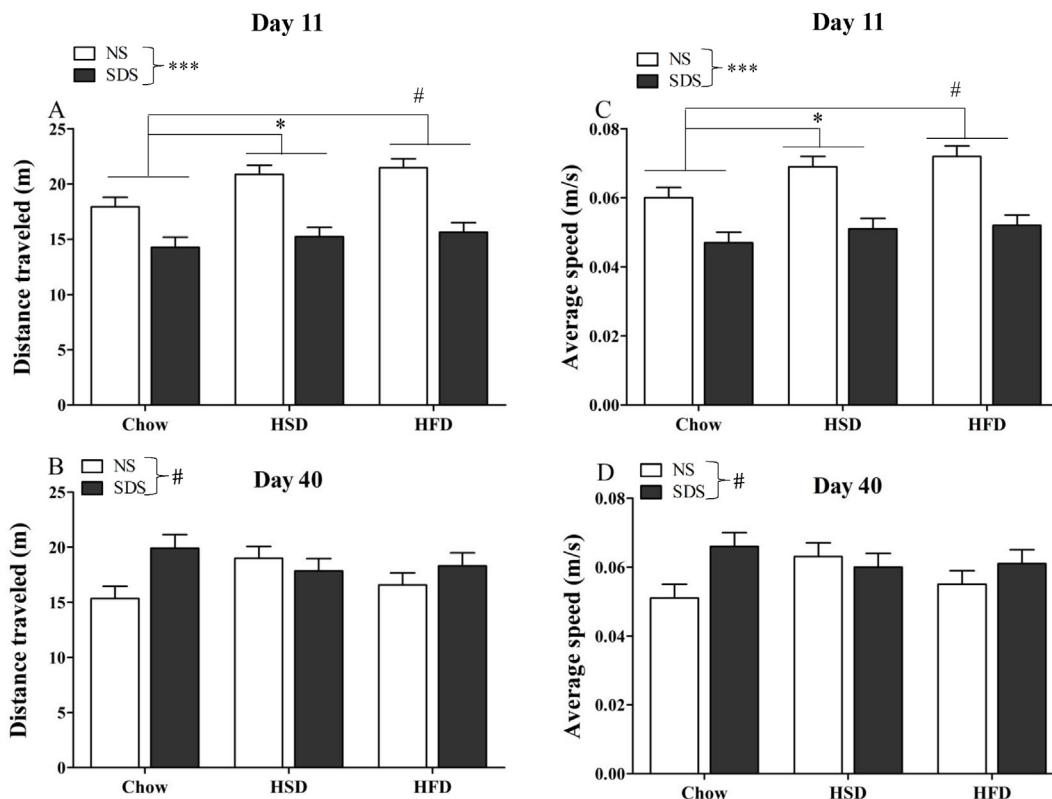 Day 11
NS
SDS
***
A
#
*
Distance traveled (m)
25
20
15
10
5
0
Chow HSD HFD
Day 11
NS
SDS
***
C
#
*
Average speed (m/s)
0.08
0.06
0.04
0.02
0.00
Chow HSD HFD
B
NS
SDS
#
Day 40
Distance traveled (m)
25
20
15
10
5
0
Chow HSD HFD
D
NS
SDS
#
Day 40
Average speed (m/s)
0.08
0.06
0.04
0.02
0.00
Chow HSD HFD